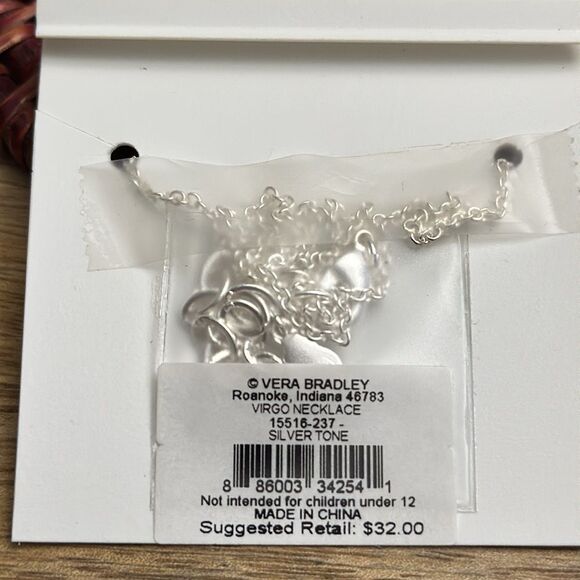 © VERA BRADLEY
Roanoke, Indiana 46783
VIRGO NECKLACE
15516-237 -
SILVER TONE
8 86003 34254 1
Not intended for children under 12
MADE IN CHINA
Suggested Retail: $32.00